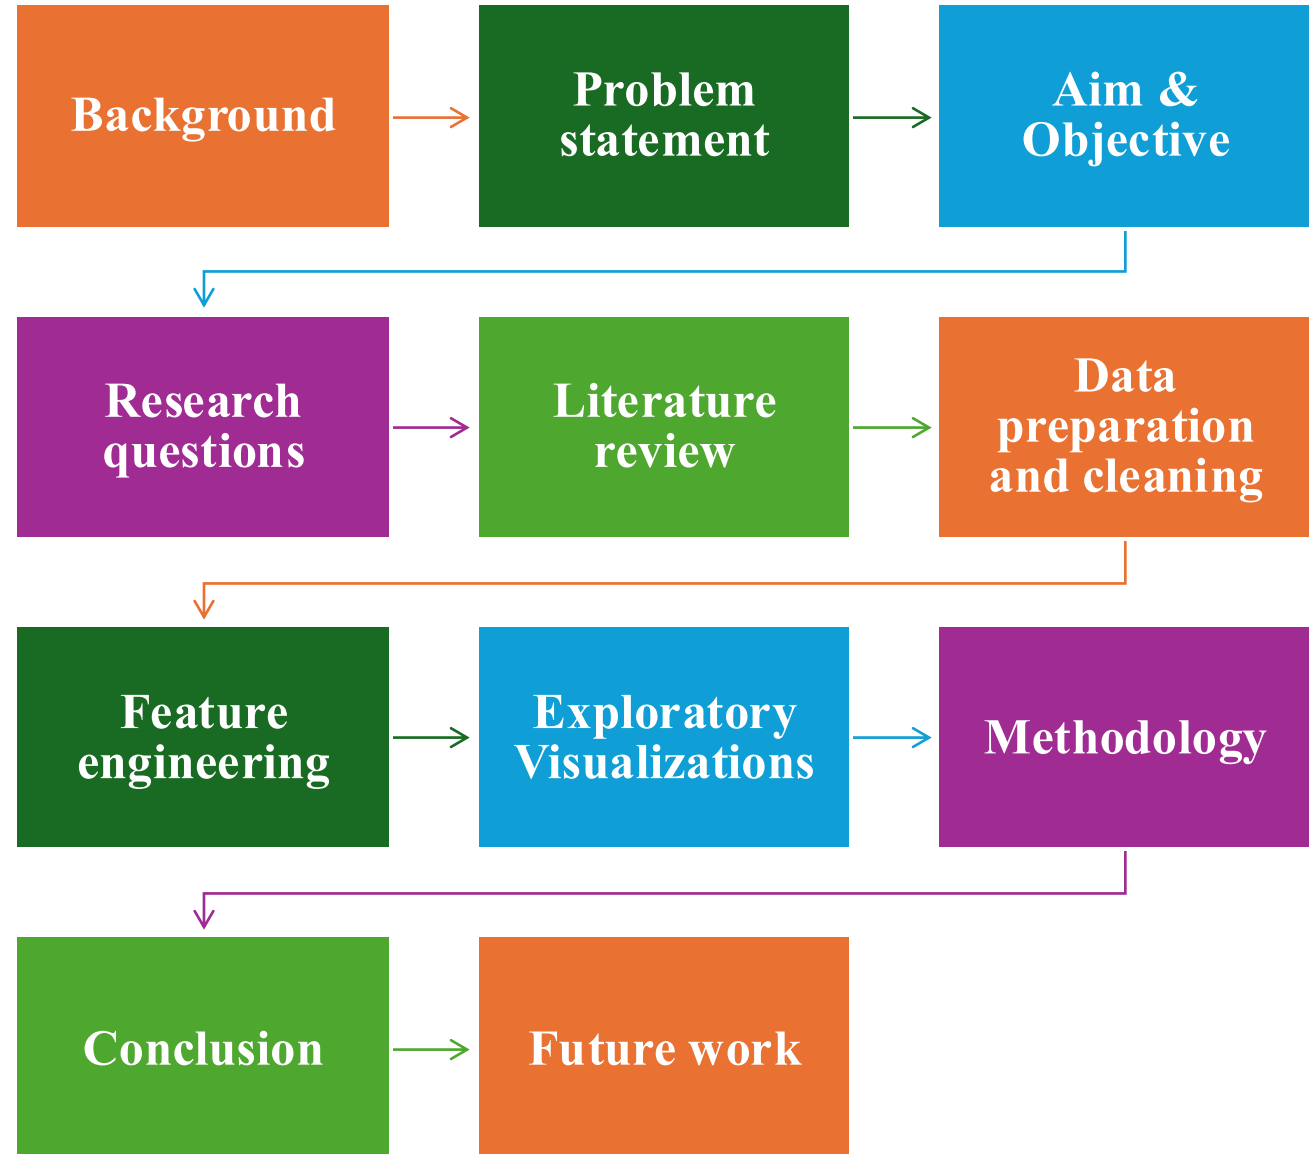 Background
Problem
statement
Aim &
Objective
Research
questions
Literature
review
Data
preparation
and cleaning
Feature
engineering
Exploratory
Visualizations
Methodology
Conclusion
Future work